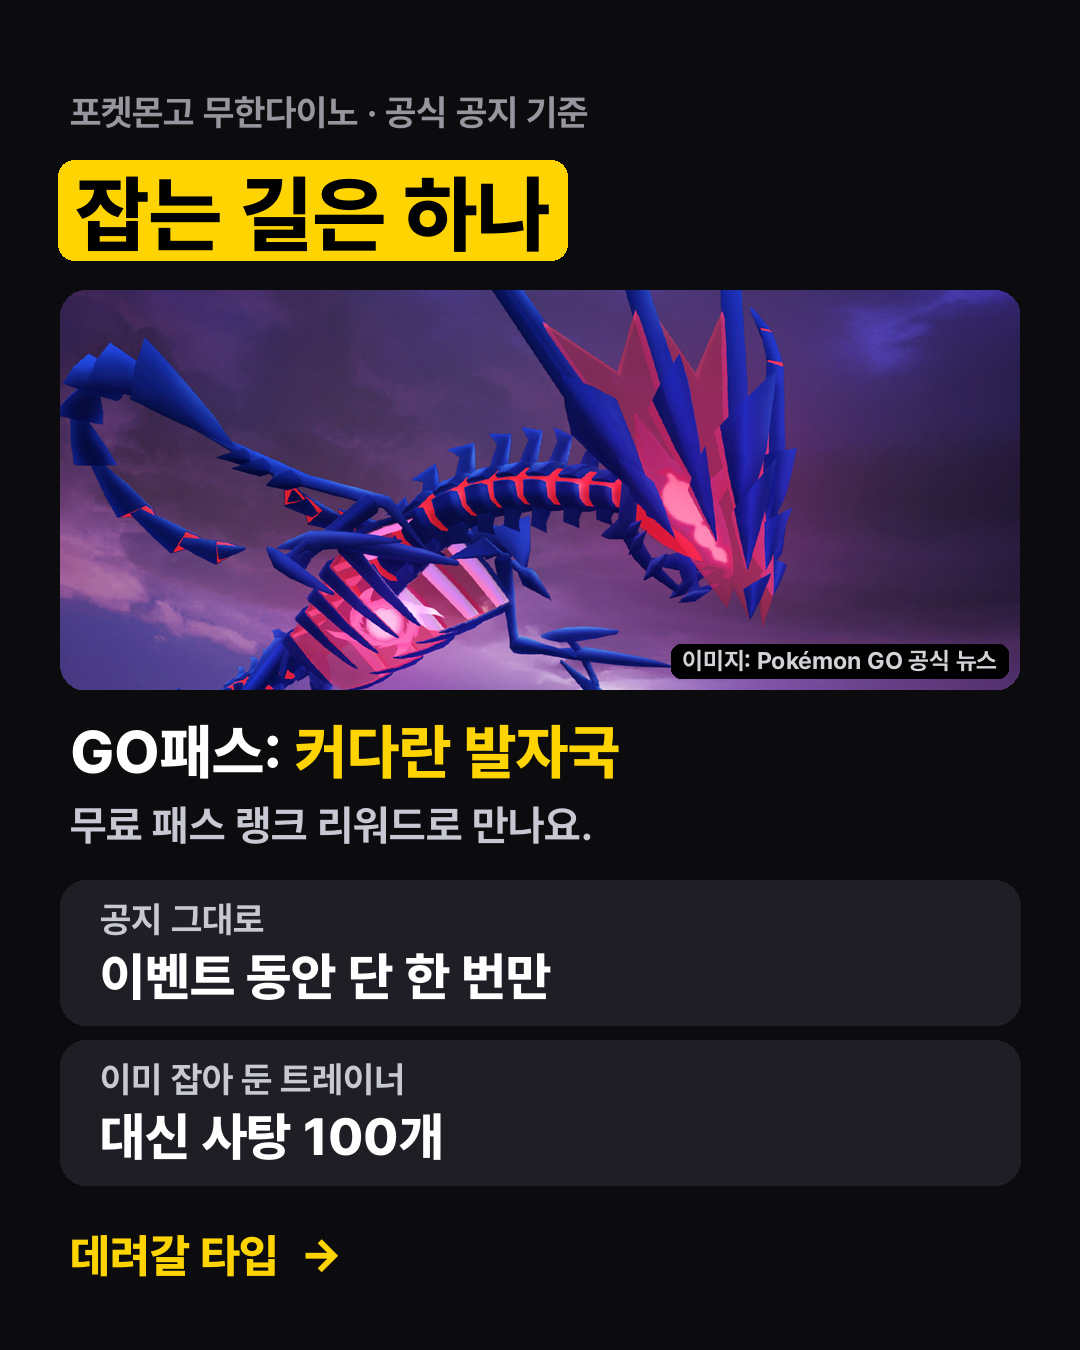 포켓몬고 무한다이노 · 공식 공지 기준
잡는 길은 하나
이미지: Pokémon GO 공식 뉴스
GO패스: 커다란 발자국
무료 패스 랭크 리워드로 만나요.
공지 그대로
이벤트 동안 단 한 번만
이미 잡아 둔 트레이너
대신 사탕 100개
데려갈 타입 →